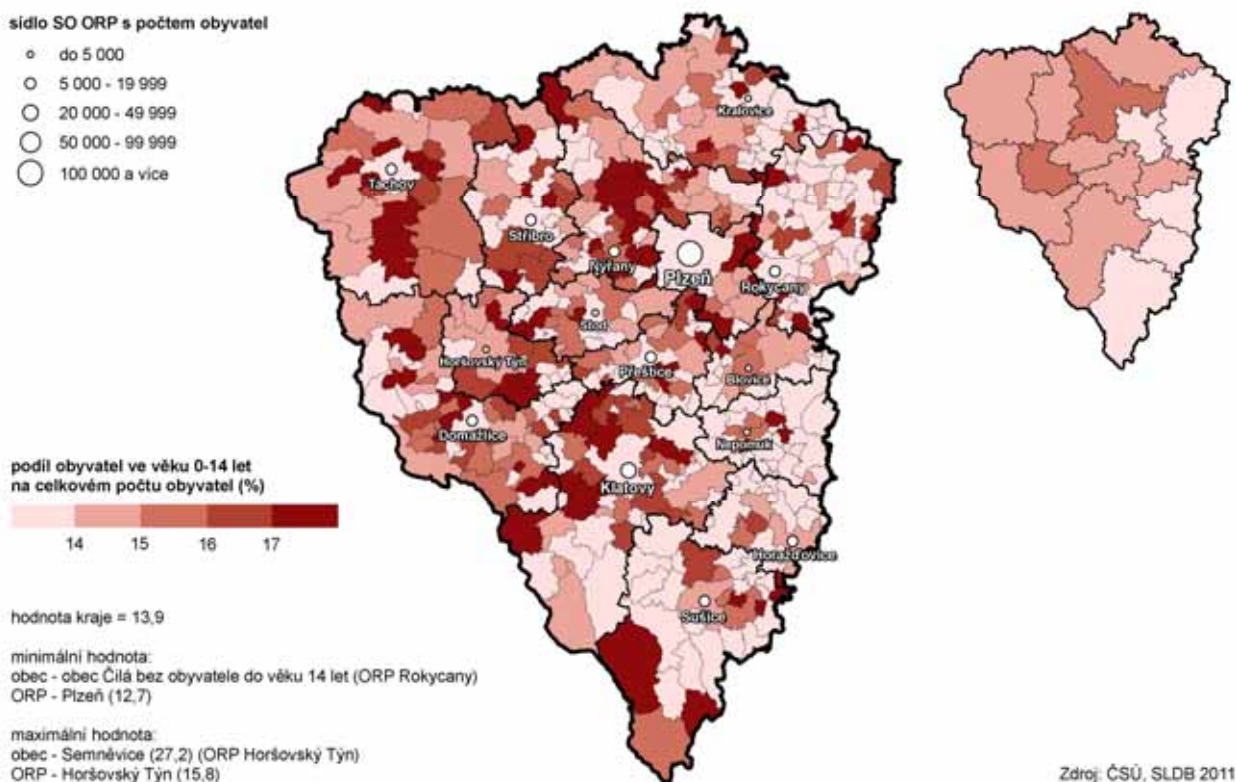 sídlo SO ORP s počtem obyvatel
do 5 000
5 000 - 19 999
20 000 - 49 999
50 000 - 99 999
100 000 a více
Kralovice
Tachov
Stříbro
Nýřany
Plzeň
Rokycany
Stod
Horšovský Týn
Přeštice
Blovice
Domažlice
Nepomuk
Klatovy
Horažďovice
Sušice
podíl obyvatel ve věku 0-14 let
na celkovém počtu obyvatel (%)
14 15 16 17
hodnota kraje = 13,9
minimální hodnota:
obec - obec Čilá bez obyvatele do věku 14 let (ORP Rokycany)
ORP - Plzeň (12,7)
maximální hodnota:
obec - Semněvice (27,2) (ORP Horšovský Týn)
ORP - Horšovský Týn (15,8)
Zdroj: ČSÚ, SLDB 2011